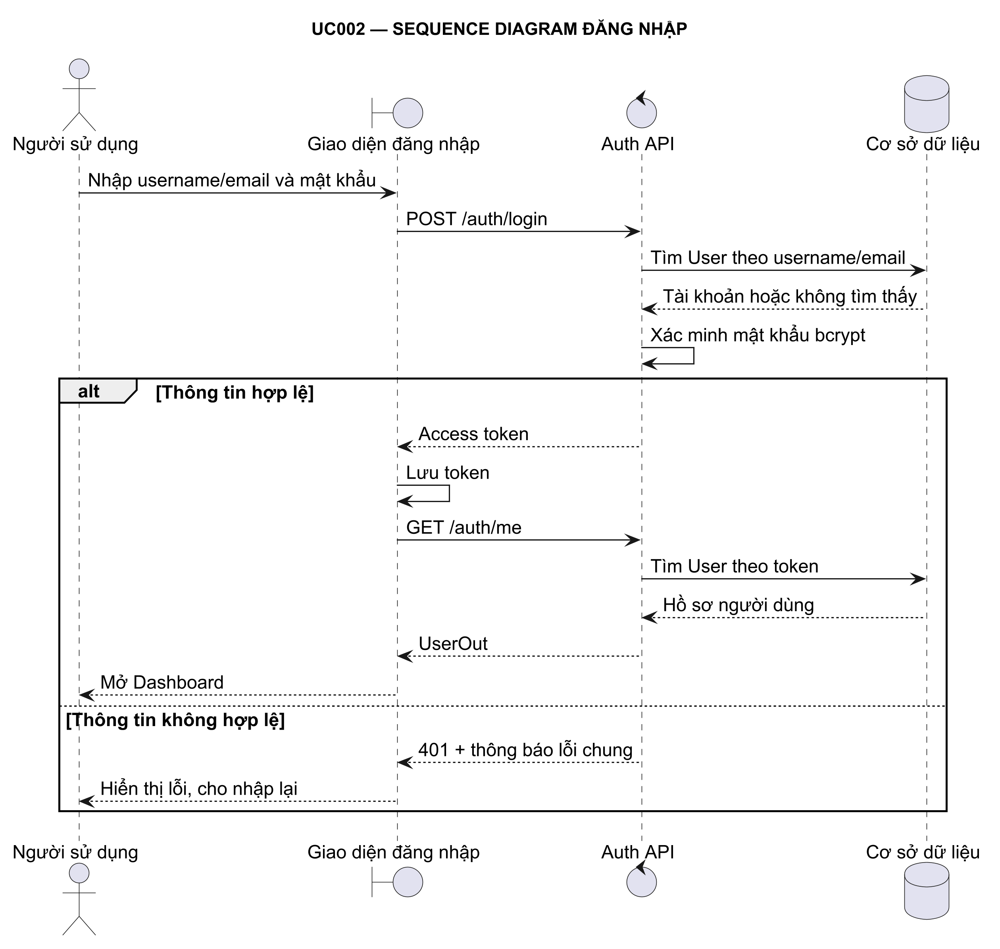 UC002 — SEQUENCE DIAGRAM ĐĂNG NHẬP
Người sử dụng
Giao diện đăng nhập
Auth API
Cơ sở dữ liệu
Nhập username/email và mật khẩu
POST /auth/login
Tìm User theo username/email
Tài khoản hoặc không tìm thấy
Xác minh mật khẩu bcrypt
alt
[Thông tin hợp lệ]
Access token
Lưu token
GET /auth/me
Tìm User theo token
Hồ sơ người dùng
UserOut
Mở Dashboard
[Thông tin không hợp lệ]
401 + thông báo lỗi chung
Hiển thị lỗi, cho nhập lại
Người sử dụng
Giao diện đăng nhập
Auth API
Cơ sở dữ liệu